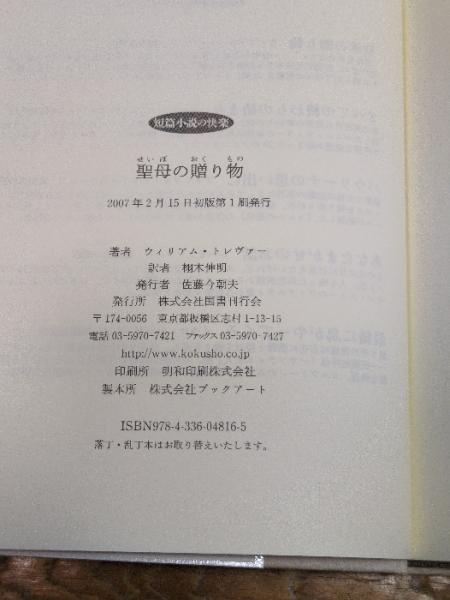 短篇小説の快楽
せいぼ おく もの
聖母の贈り物
2007年2月15日初版第1刷発行
著者 ウィリアム・トレヴァー
訳者 栩木伸明
発行者 佐藤今朝夫
発行所 株式会社国書刊行会
〒174-0056 東京都板橋区志村1-13-15
電話03-5970-7421 ファックス03-5970-7427
http://www.kokusho.co.jp
印刷所 明和印刷株式会社
製本所 株式会社ブックアート
ISBN978-4-336-04816-5
落丁・乱丁本はお取り替えいたします。